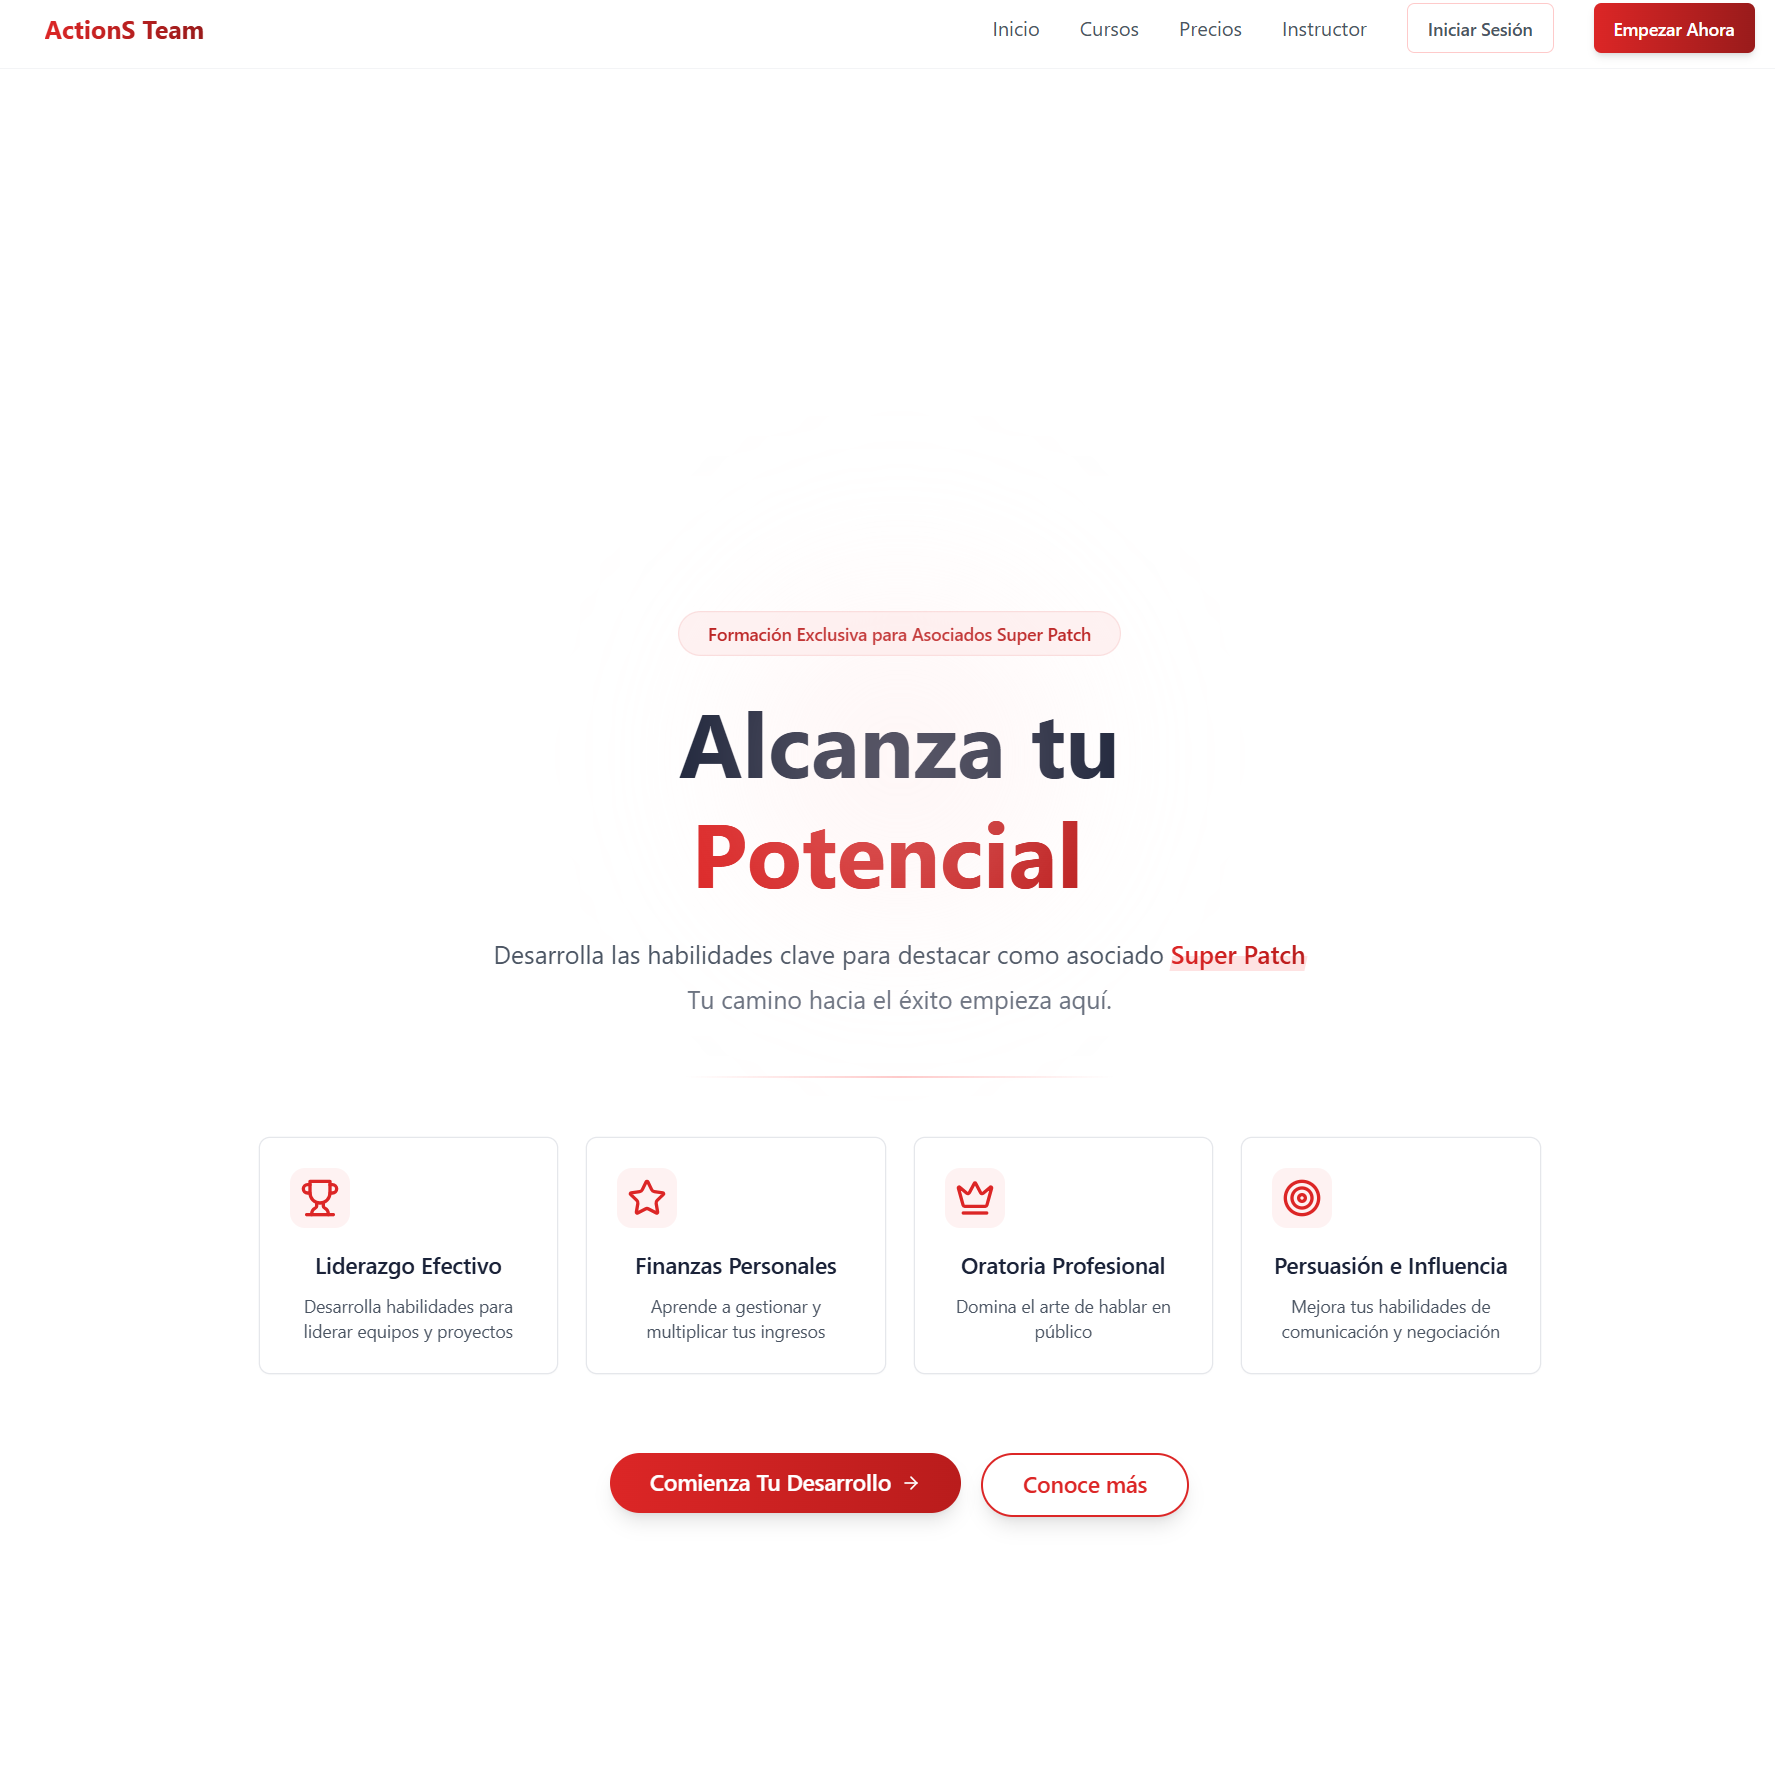 ActionS Team
Inicio
Cursos
Precios
Instructor
Iniciar Sesión
Empezar Ahora
Formación Exclusiva para Asociados Super Patch
Alcanza tu
Potencial
Desarrolla las habilidades clave para destacar como asociado Super Patch
Tu camino hacia el éxito empieza aquí.
Liderazgo Efectivo
Desarrolla habilidades para
liderar equipos y proyectos
Finanzas Personales
Aprende a gestionar y
multiplicar tus ingresos
Oratoria Profesional
Domina el arte de hablar en
público
Persuasión e Influencia
Mejora tus habilidades de
comunicación y negociación
Comienza Tu Desarrollo →
Conoce más